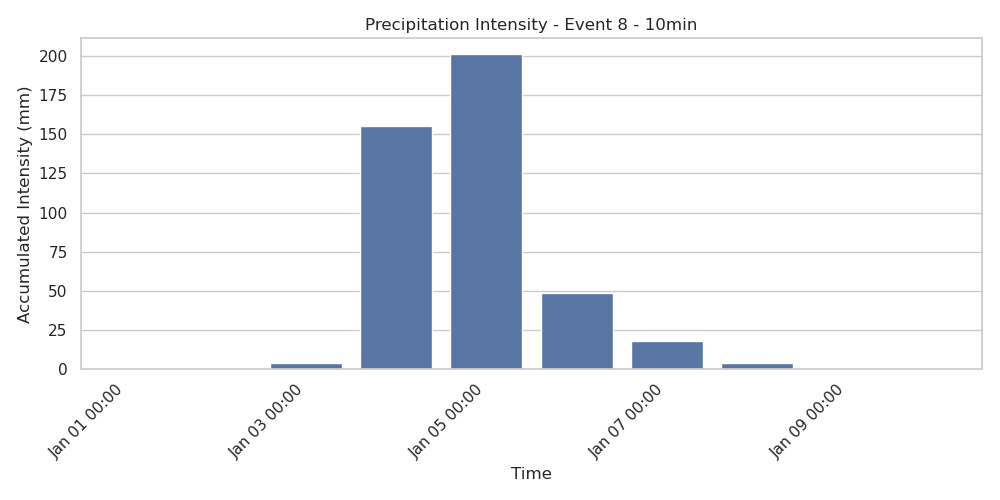 Precipitation Intensity - Event 8 - 10min
Accumulated Intensity (mm)
200
175
150
125
100
75
50
25
0
Jan 01 00:00
Jan 03 00:00
Jan 05 00:00
Jan 07 00:00
Jan 09 00:00
Time